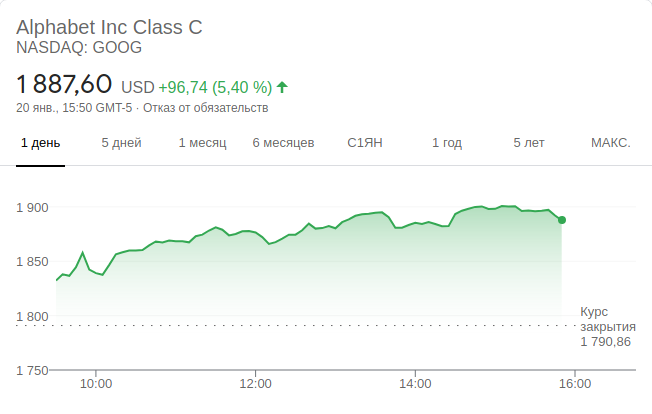 Alphabet Inc Class C
NASDAQ: GOOG
1 887,60 USD +96,74 (5,40 %)
20 янв., 15:50 GMT-5 · Отказ от обязательств
1 день 5 дней 1 месяц 6 месяцев С1ЯН 1 год 5 лет МАКС.
1 900
1 850
1 800
Курс
закрытия
1 790,86
1 750
10:00 12:00 14:00 16:00